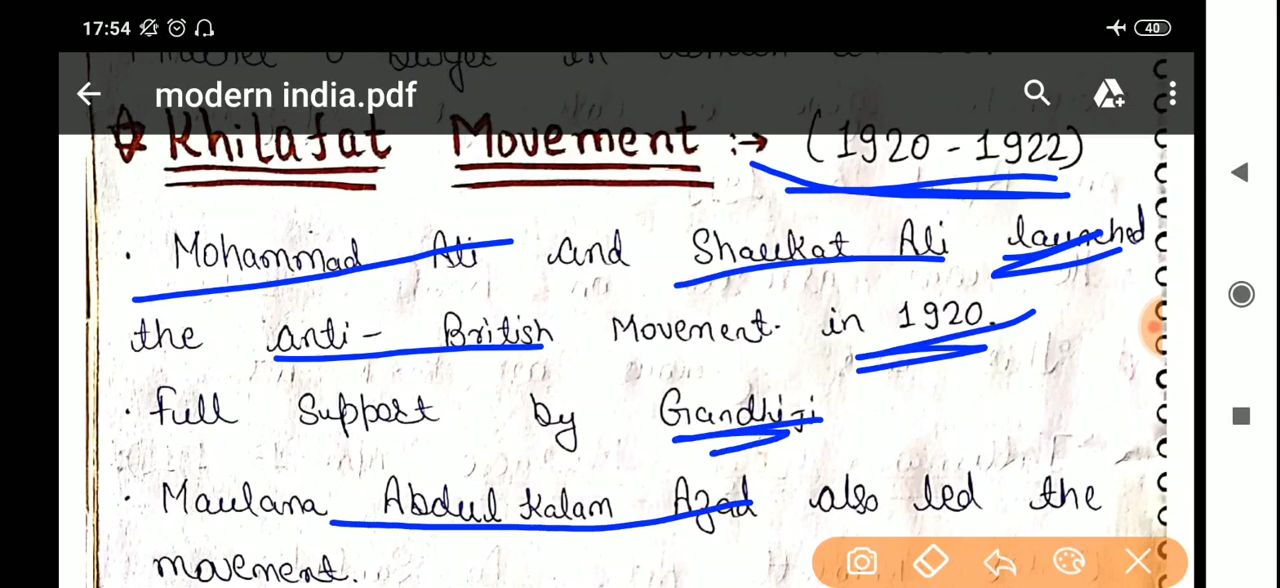 17:54
40
modern india.pdf
Khilafat Movement :→ (1920 - 1922)
· Mohammad Ali and Shaukat Ali launched
the anti- British Movement. in 1920.
· Full Support by Gandhiji
· Maulana Abdul Kalam Azad also led the
movement.